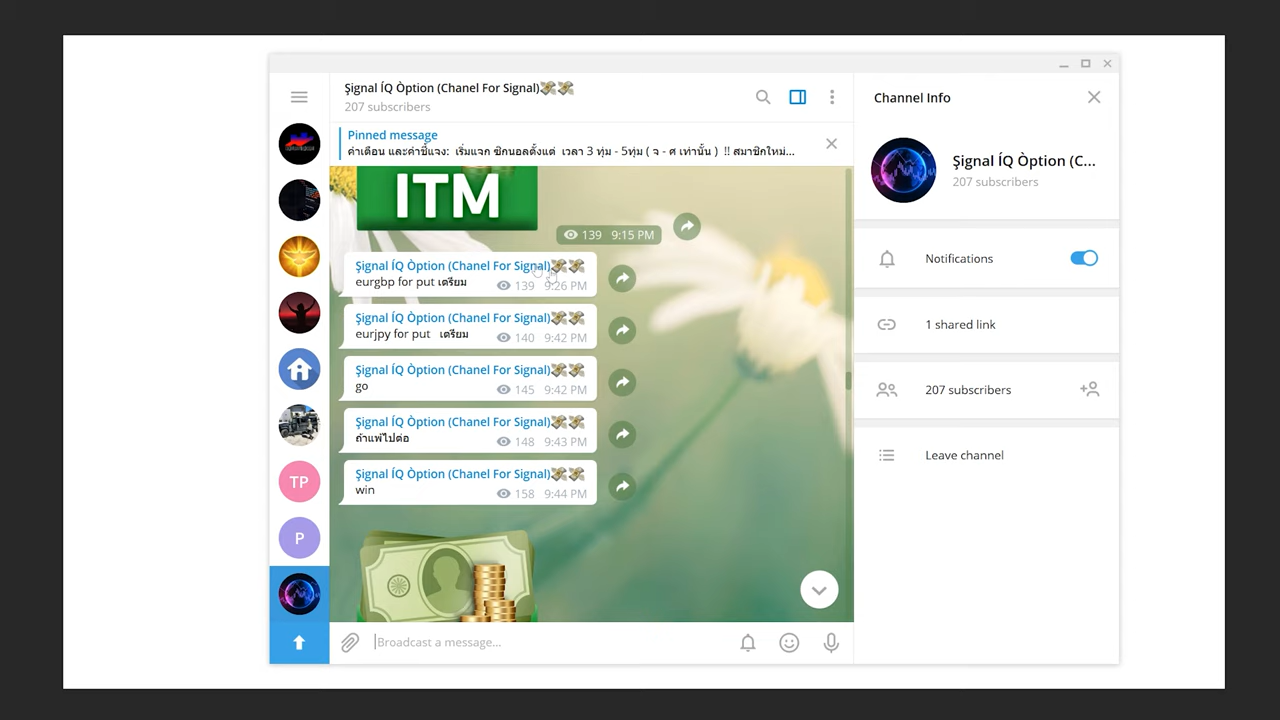 Şignal ÍQ Òption (Chanel For Signal)💸💸
207 subscribers
Pinned message
คำเตือน และคำชี้แจง: เริ่มแจก ซิกนอลตั้งแต่ เวลา 3 ทุ่ม - 5ทุ่ม ( จ - ศ เท่านั้น ) !! สมาชิกใหม่...
ITM
139 9:15 PM
Şignal ÍQ Òption (Chanel For Signal)💸💸
eurgbp for put เตรียม
139 9:26 PM
Şignal ÍQ Òption (Chanel For Signal)💸💸
eurjpy for put เตรียม
140 9:42 PM
Şignal ÍQ Òption (Chanel For Signal)💸💸
go
145 9:42 PM
Şignal ÍQ Òption (Chanel For Signal)💸💸
ถ้าแพ้ไปต่อ
148 9:43 PM
Şignal ÍQ Òption (Chanel For Signal)💸💸
win
158 9:44 PM
Broadcast a message...
TP
P
Channel Info
Şignal ÍQ Òption (C...
207 subscribers
Notifications
1 shared link
207 subscribers
Leave channel